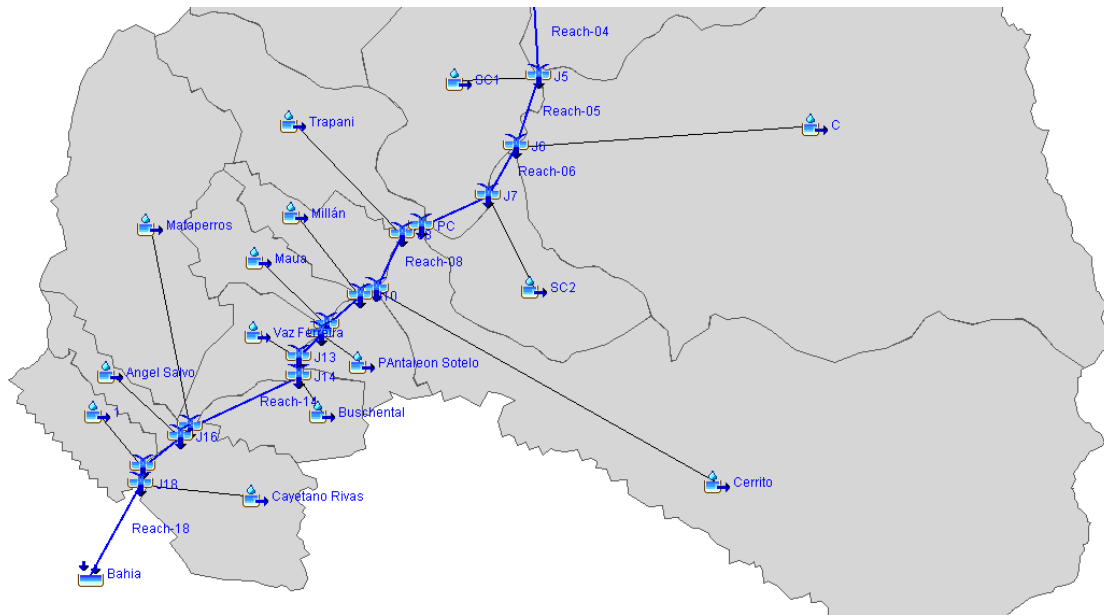 Reach-04
SC1
J5
Reach-05
Trapani
C
J6
Reach-06
J7
Millán
Mataperros
PC
Reach-08
Maua
SC2
Vaz Ferreira
J13
PAntaleon Sotelo
Angel Salvo
J14
Reach-14
1
Buschental
J16
J18
Cerrito
Cayetano Rivas
Reach-18
Bahia